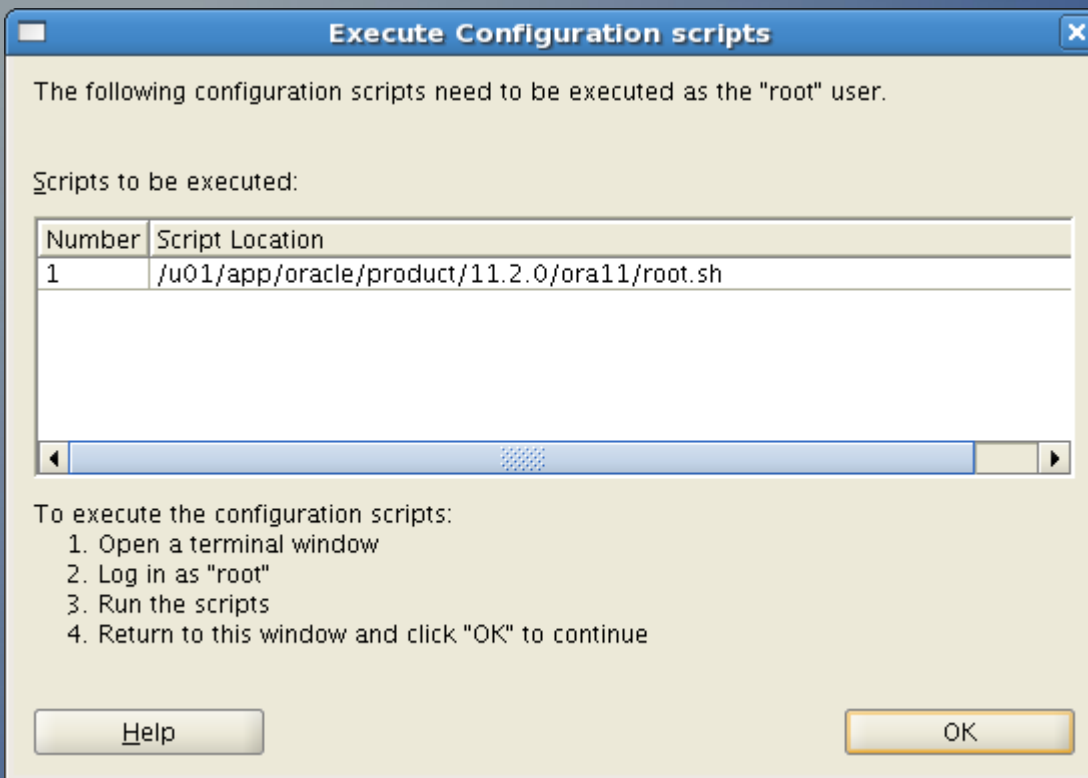 Execute Configuration scripts
The following configuration scripts need to be executed as the "root" user.
Scripts to be executed:
Number Script Location
1 /u01/app/oracle/product/11.2.0/ora11/root.sh
To execute the configuration scripts:
1. Open a terminal window
2. Log in as "root"
3. Run the scripts
4. Return to this window and click "OK" to continue
Help OK